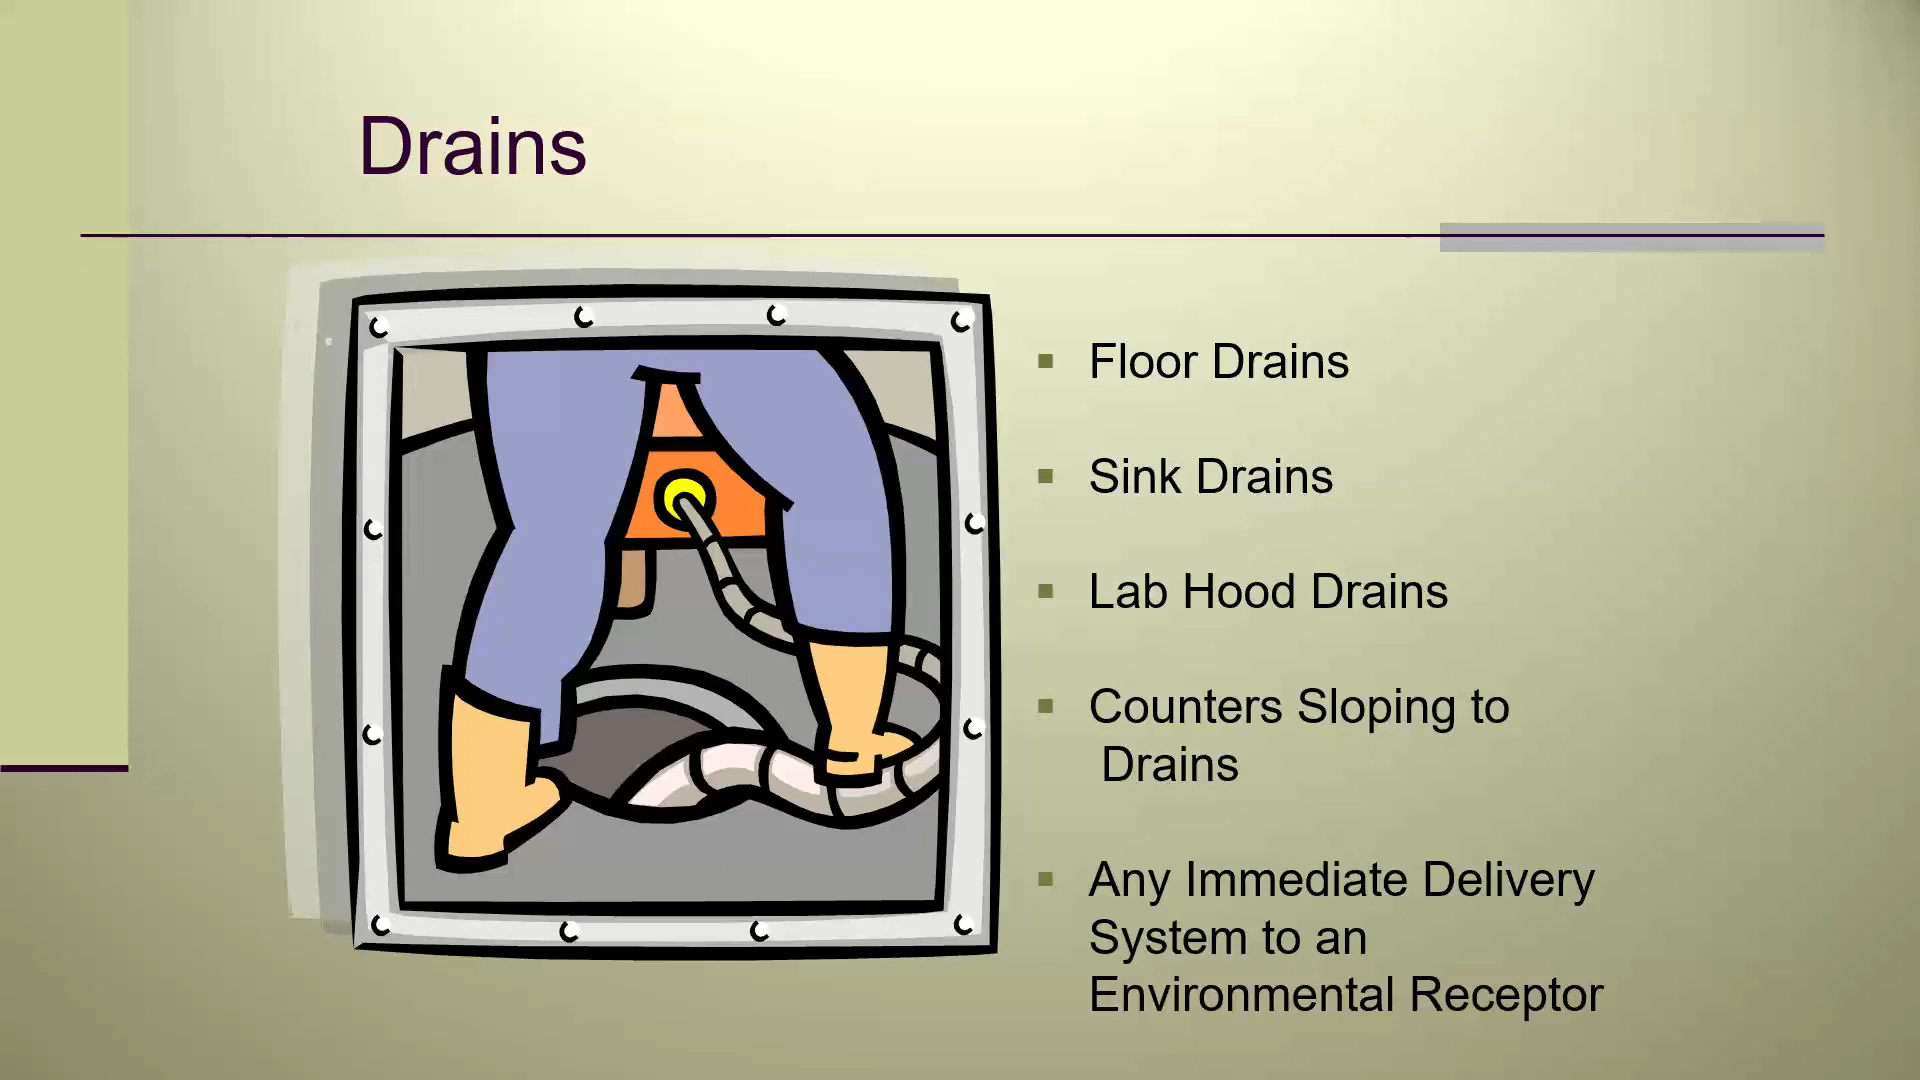 Drains
Floor Drains
Sink Drains
Lab Hood Drains
Counters Sloping to
Drains
Any Immediate Delivery
System to an
Environmental Receptor